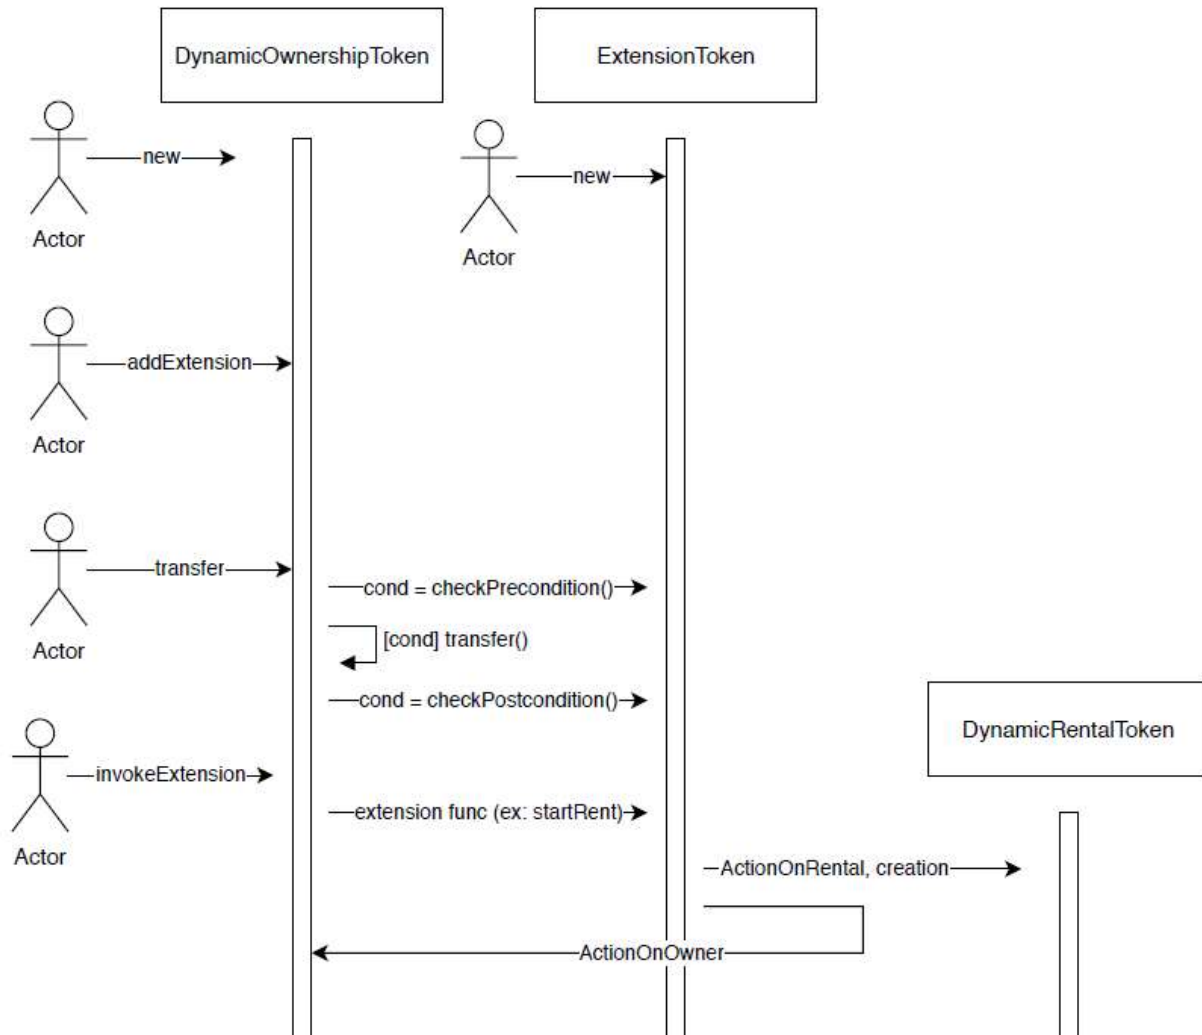 DynamicOwnershipToken
ExtensionToken
new
new
Actor
Actor
addExtension
Actor
transfer
cond = checkPrecondition()
[cond] transfer()
Actor
cond = checkPostcondition()
DynamicRentalToken
invokeExtension
extension func (ex: startRent)
Actor
ActionOnRental, creation
ActionOnOwner